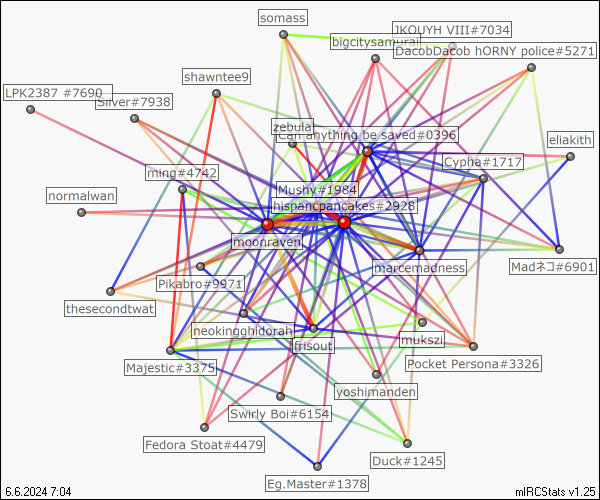 somass
JKOUYH VIII#7034
bigcitysamurai
DacobDacob hORNY police#5271
shawntee9
LPK2387 #7690
Silver#7938
zebula
Can anything be saved#0396
eliakith
Cypha#1717
ming#4742
Mushy#1984
normalwan
hispancpancakes#2928
moonraven
marcemadness
Madネコ#6901
Pikabro#9971
thesecondtwat
neokingghidorah
mukszi
frisout
Majestic#3375
Pocket Persona#3326
yoshimanden
Swirly Boi#6154
Fedora Stoat#4479
Duck#1245
Eg.Master#1378
6.6.2024 7:04
mIRCStats v1.25